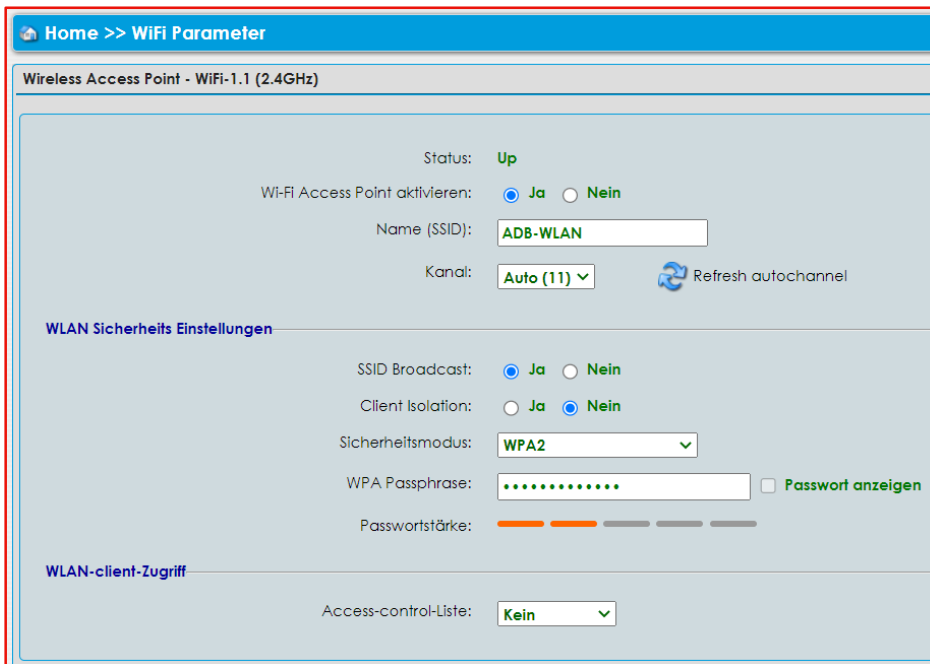 Home >> WiFi Parameter
Wireless Access Point - WiFi-1.1 (2.4GHz)
Status: Up
Wi-Fi Access Point aktivieren: Ja Nein
Name (SSID): ADB-WLAN
Kanal: Auto (11) Refresh autochannel
WLAN Sicherheits Einstellungen
SSID Broadcast: Ja Nein
Client Isolation: Ja Nein
Sicherheitsmodus: WPA2
WPA Passphrase: ••••••••••••• Passwort anzeigen
Passwortstärke:
WLAN-client-Zugriff
Access-control-Liste: Kein